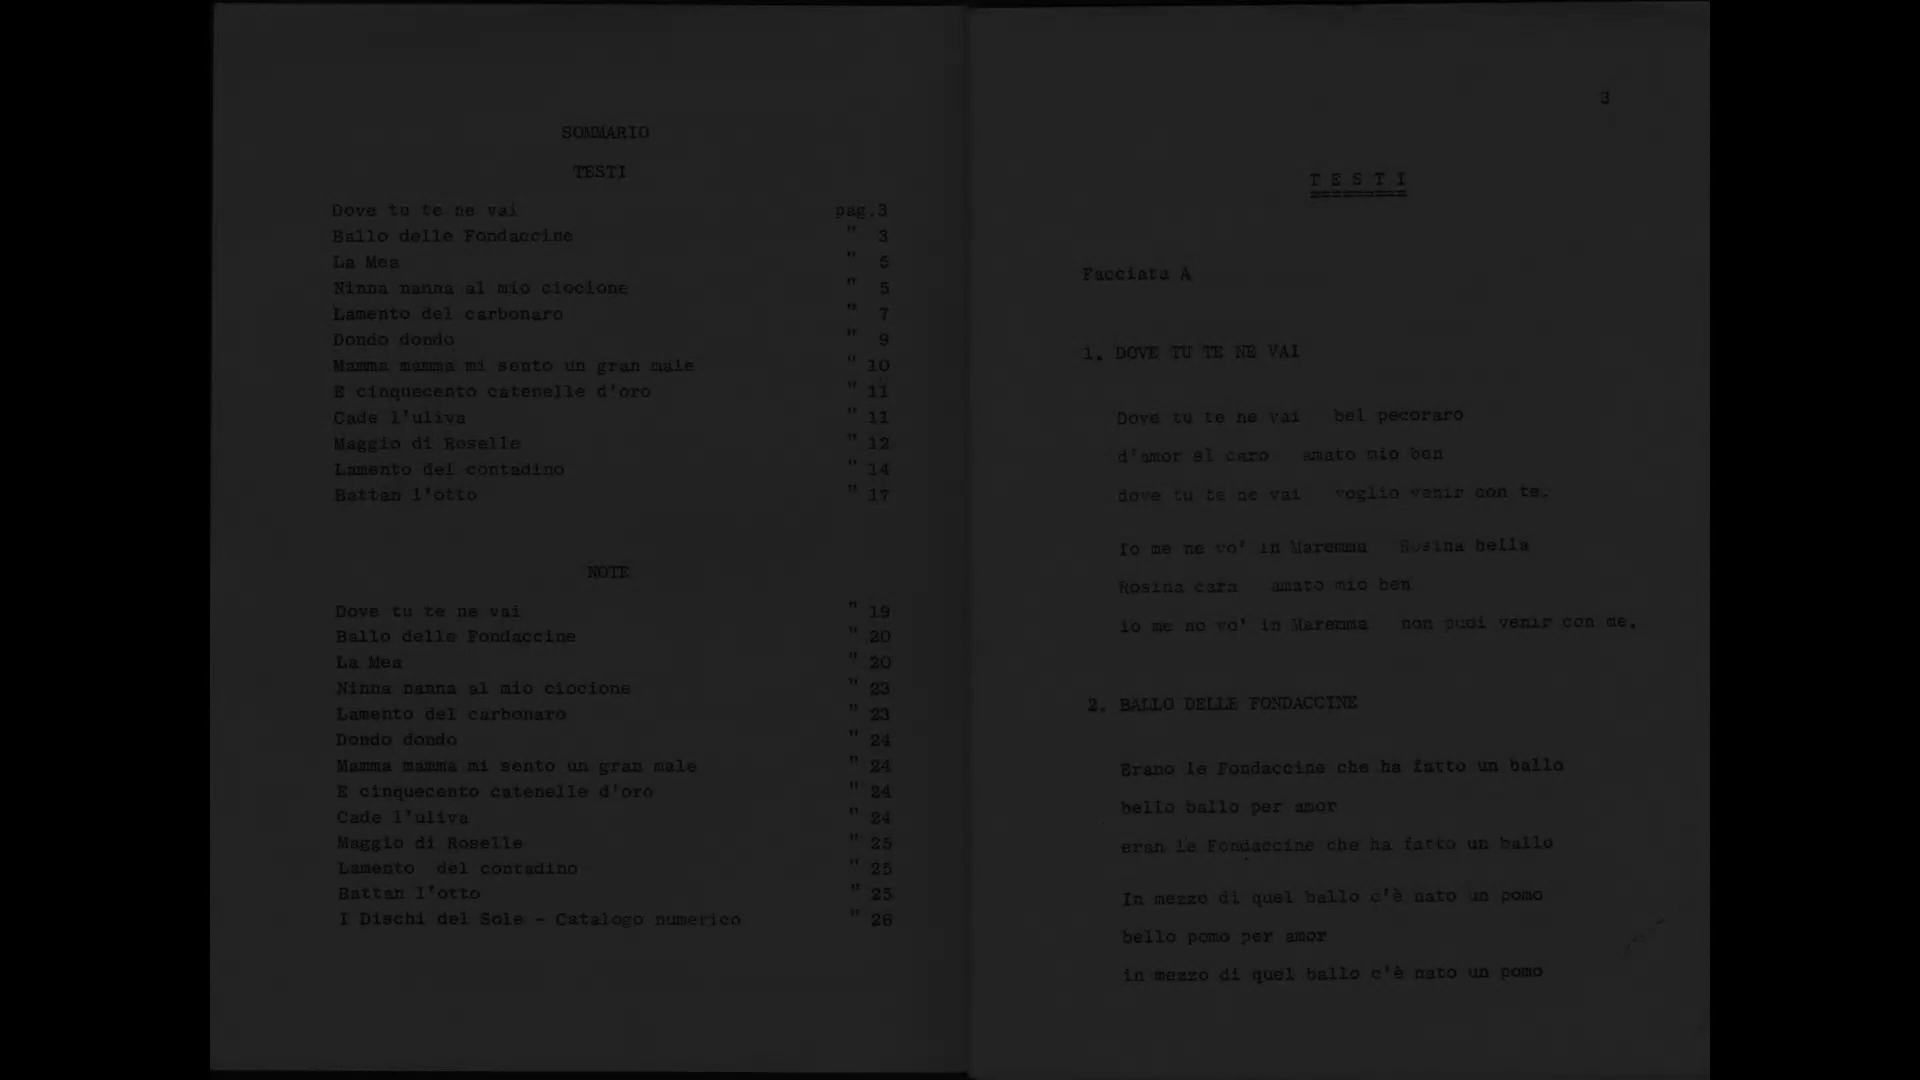 SOMMARIO
TESTI
Dove tu te ne vai pag.3
Ballo delle Fondaccine " 3
La Mea " 5
Ninna nanna al mio ciocione " 5
Lamento del carbonaro " 7
Dondo dondo " 9
Mamma mamma mi sento un gran male " 10
E cinquecento catenelle d'oro " 11
Cade l'uliva " 11
Maggio di Roselle " 12
Lamento del contadino " 14
Battan l'otto " 17
NOTE
Dove tu te ne vai " 19
Ballo delle Fondaccine " 20
La Mea " 20
Ninna nanna al mio ciocione " 23
Lamento del carbonaro " 23
Dondo dondo " 24
Mamma mamma mi sento un gran male " 24
E cinquecento catenelle d'oro " 24
Cade l'uliva " 24
Maggio di Roselle " 25
Lamento del contadino " 25
Battan l'otto " 25
I Dischi del Sole - Catalogo numerico " 26
3
T E S T I
Facciata A
1. DOVE TU TE NE VAI
Dove tu te ne vai bel pecoraro
d'amor sì caro amato mio ben
dove tu te ne vai voglio venir con te.
Io me ne vo' in Maremma Rosina bella
Rosina cara amato mio ben
io me ne vo' in Maremma non puoi venir con me.
2. BALLO DELLE FONDACCINE
Erano le Fondaccine che ha fatto un ballo
bello ballo per amor
eran le Fondaccine che ha fatto un ballo
In mezzo di quel ballo c'è nato un pomo
bello pomo per amor
in mezzo di quel ballo c'è nato un pomo